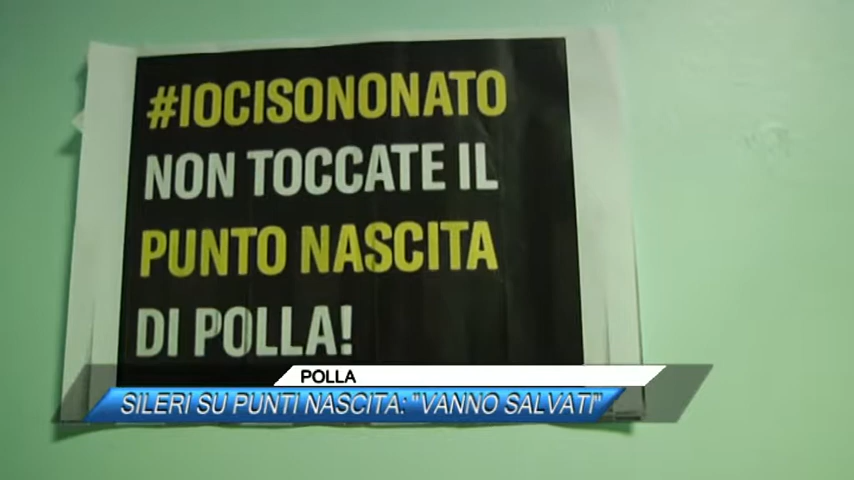 #IOCISONONATO
NON TOCCATE IL
PUNTO NASCITA
DI POLLA!
POLLA
SILERI SU PUNTI NASCITA: "VANNO SALVATI"